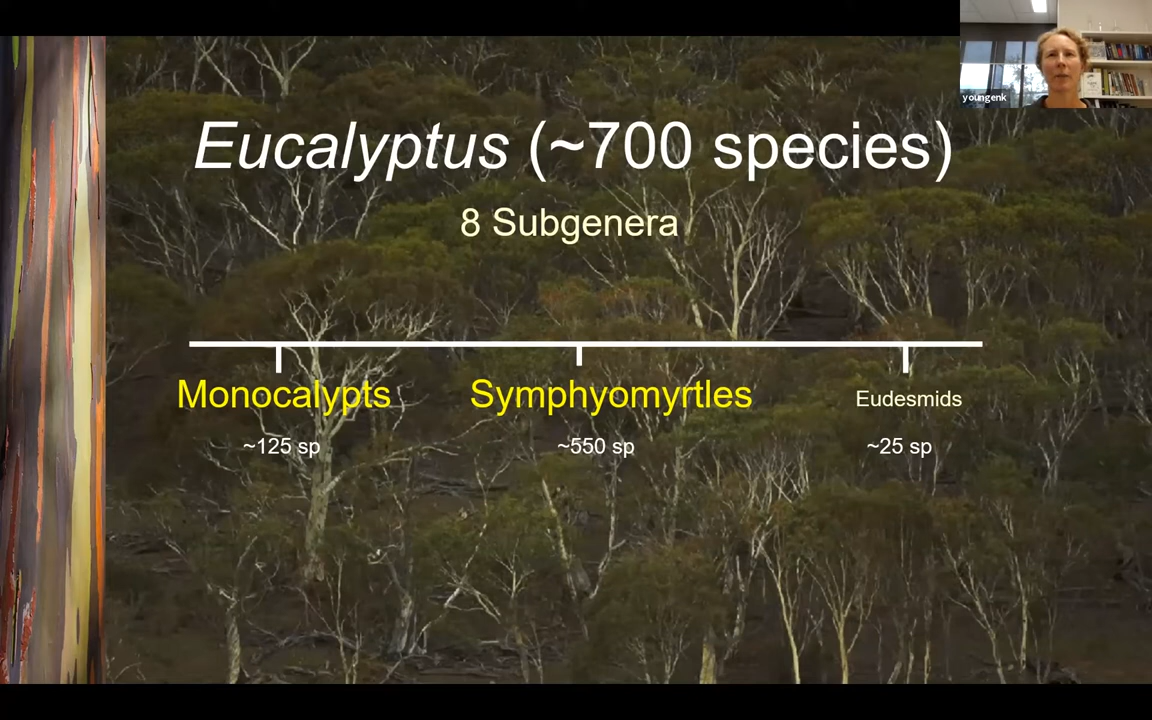 youngenk
Eucalyptus (~700 species)
8 Subgenera
Monocalypts
Symphyomyrtles
Eudesmids
~125 sp
~550 sp
~25 sp